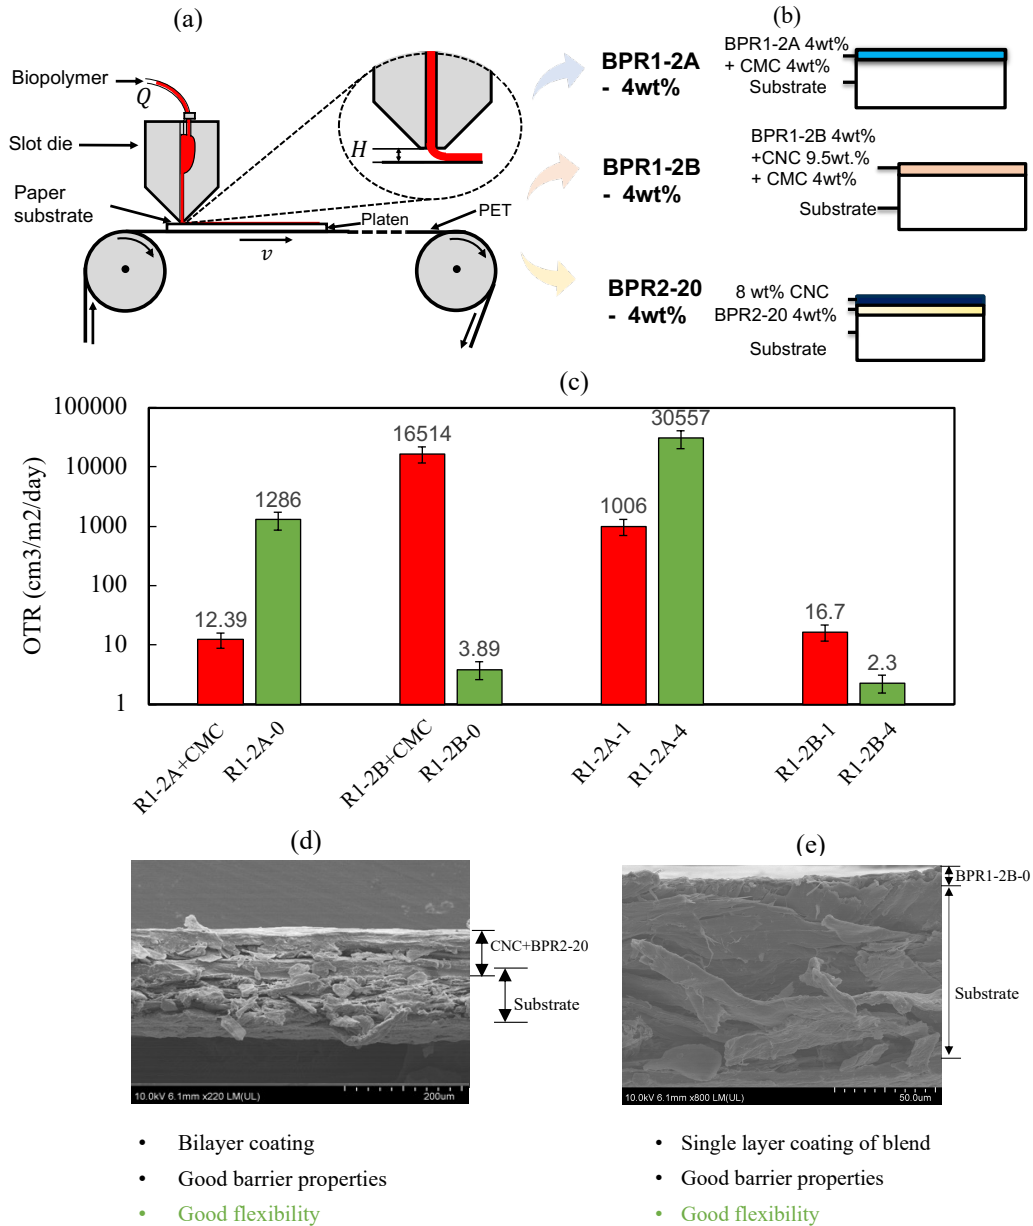 (a)
Biopolymer
Q
Slot die
Paper
substrate
H
Platen
PET
v
BPR1-2A
- 4wt%
BPR1-2B
- 4wt%
BPR2-20
- 4wt%
(b)
BPR1-2A 4wt%
+ CMC 4wt%
Substrate
BPR1-2B 4wt%
+CNC 9.5wt.%
+ CMC 4wt%
Substrate
8 wt% CNC
BPR2-20 4wt%
Substrate
(c)
OTR (cm3/m2/day)
100000
10000
1000
100
10
1
12.39
1286
16514
3.89
1006
30557
16.7
2.3
R1-2A+CMC
R1-2A-0
R1-2B+CMC
R1-2B-0
R1-2A-1
R1-2A-4
R1-2B-1
R1-2B-4
(d)
CNC+BPR2-20
Substrate
10.0kV 6.1mm x220 LM(UL)
200um
• Bilayer coating
• Good barrier properties
• Good flexibility
(e)
BPR1-2B-0
Substrate
10.0kV 6.1mm x800 LM(UL)
50.0um
• Single layer coating of blend
• Good barrier properties
• Good flexibility